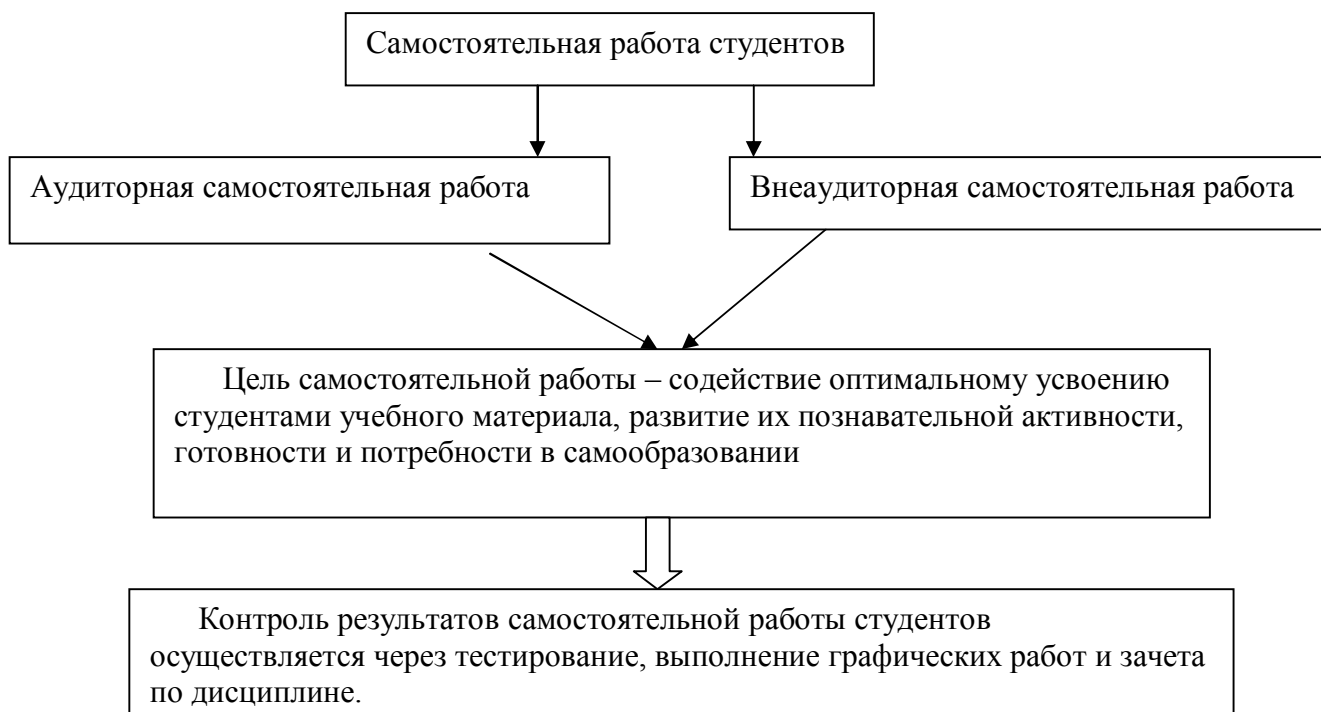 Самостоятельная работа студентов
Аудиторная самостоятельная работа
Внеаудиторная самостоятельная работа
Цель самостоятельной работы – содействие оптимальному усвоению
студентами учебного материала, развитие их познавательной активности,
готовности и потребности в самообразовании
Контроль результатов самостоятельной работы студентов
осуществляется через тестирование, выполнение графических работ и зачета
по дисциплине.